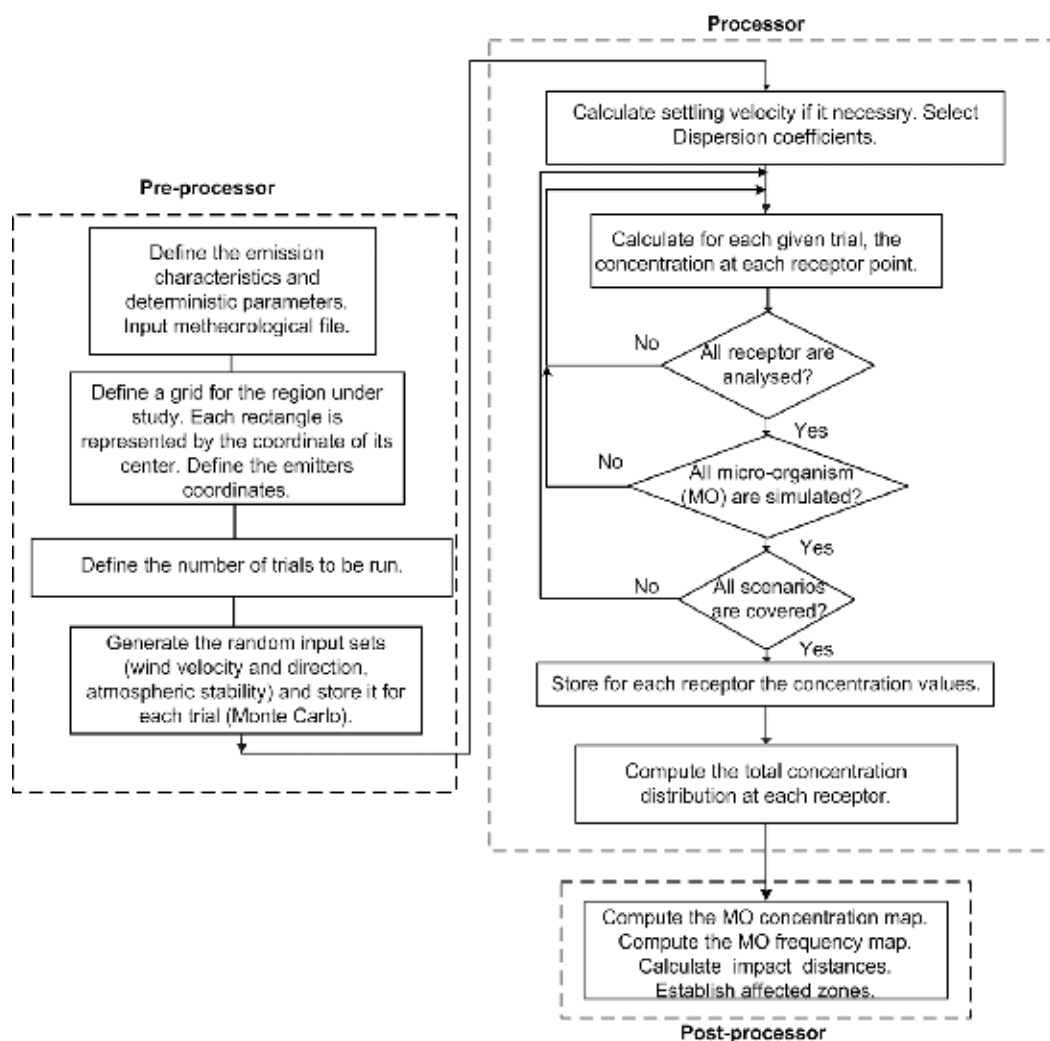 Pre-processor
Define the emission
characteristics and
deterministic parameters.
Input metheorological file.
Define a grid for the region under
study. Each rectangle is
represented by the coordinate of its
center. Define the emitters
coordinates.
Define the number of trials to be run.
Generate the random input sets
(wind velocity and direction,
atmospheric stability) and store it for
each trial (Monte Carlo).
Processor
Calculate settling velocity if it necessry. Select
Dispersion coefficients.
Calculate for each given trial, the
concentration at each receptor point.
No
All receptor are
analysed?
Yes
No
All micro-organism
(MO) are simulated?
Yes
No
All scenarios
are covered?
Yes
Store for each receptor the concentration values.
Compute the total concentration
distribution at each receptor.
Compute the MO concentration map.
Compute the MO frequency map.
Calculate impact distances.
Establish affected zones.
Post-processor